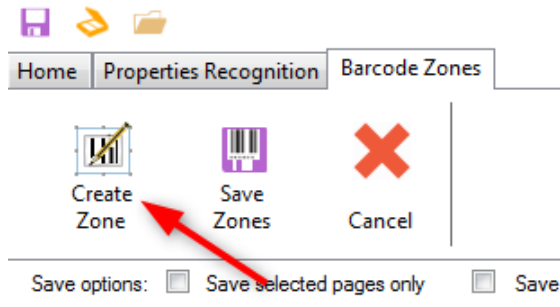 Home Properties Recognition Barcode Zones
Create Zone
Save Zones
Cancel
Save options: Save selected pages only Save